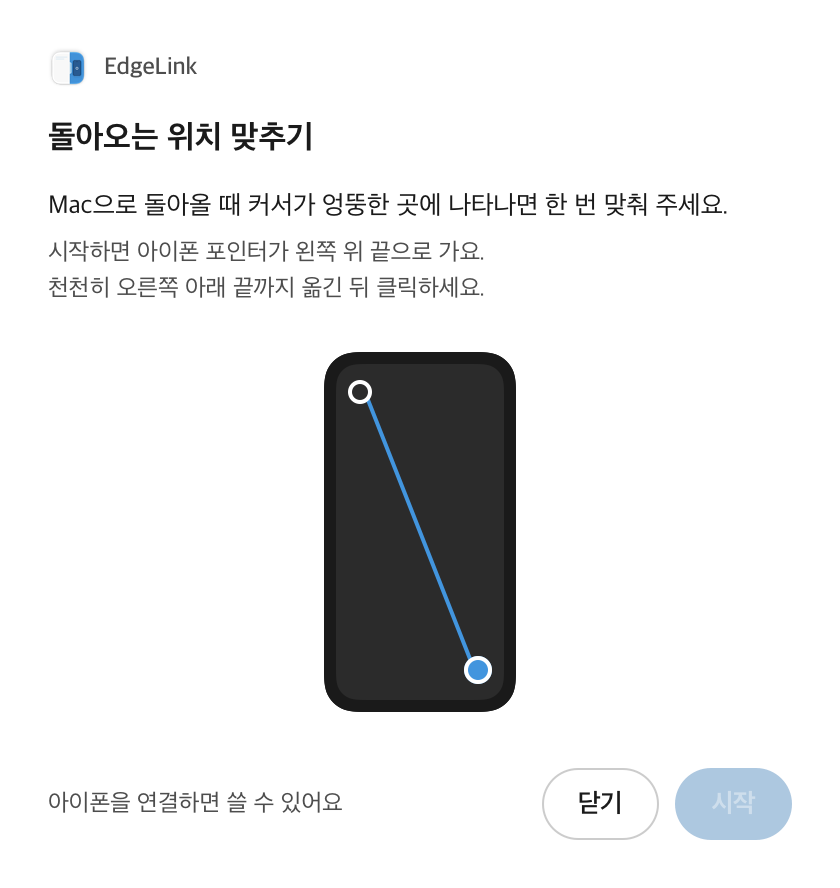 EdgeLink
돌아오는 위치 맞추기
Mac으로 돌아올 때 커서가 엉뚱한 곳에 나타나면 한 번 맞춰 주세요.
시작하면 아이폰 포인터가 왼쪽 위 끝으로 가요.
천천히 오른쪽 아래 끝까지 옮긴 뒤 클릭하세요.
아이폰을 연결하면 쓸 수 있어요
닫기
시작